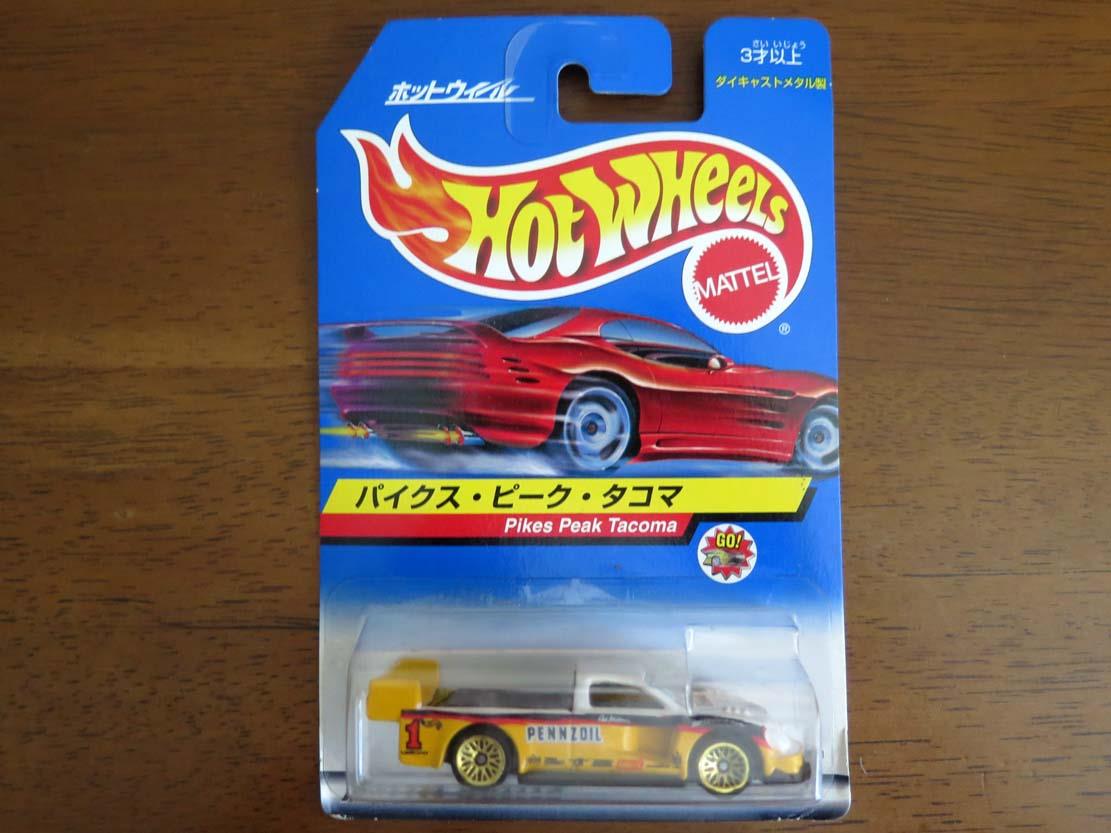 さい いじょう
3才以上
ダイキャストメタル製
ホットウィール
Hot Wheels
MATTEL
®
パイクス・ピーク・タコマ
Pikes Peak Tacoma
GO!
1
PENNZOIL